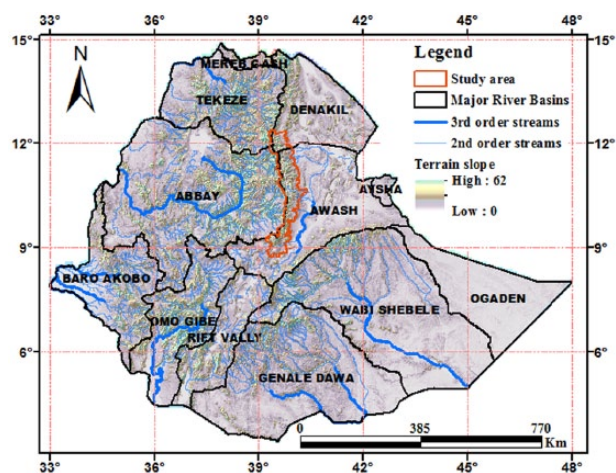 33° 36° 39° 42° 45° 48°
15° 15°
N
Legend
Study area
Major River Basins
3rd order streams
2nd order streams
Terrain slope
High : 62
Low : 0
MEREB GASH
TEKEZE
DENAKIL
12° 12°
ABBAY
AYSHA
AWASH
9° 9°
BARO AKOBO
OGADEN
WABI SHEBELE
OMO GIBE
RIFT VALLY
6° 6°
GENALE DAWA
0 385 770
Km
33° 36° 39° 42° 45° 48°